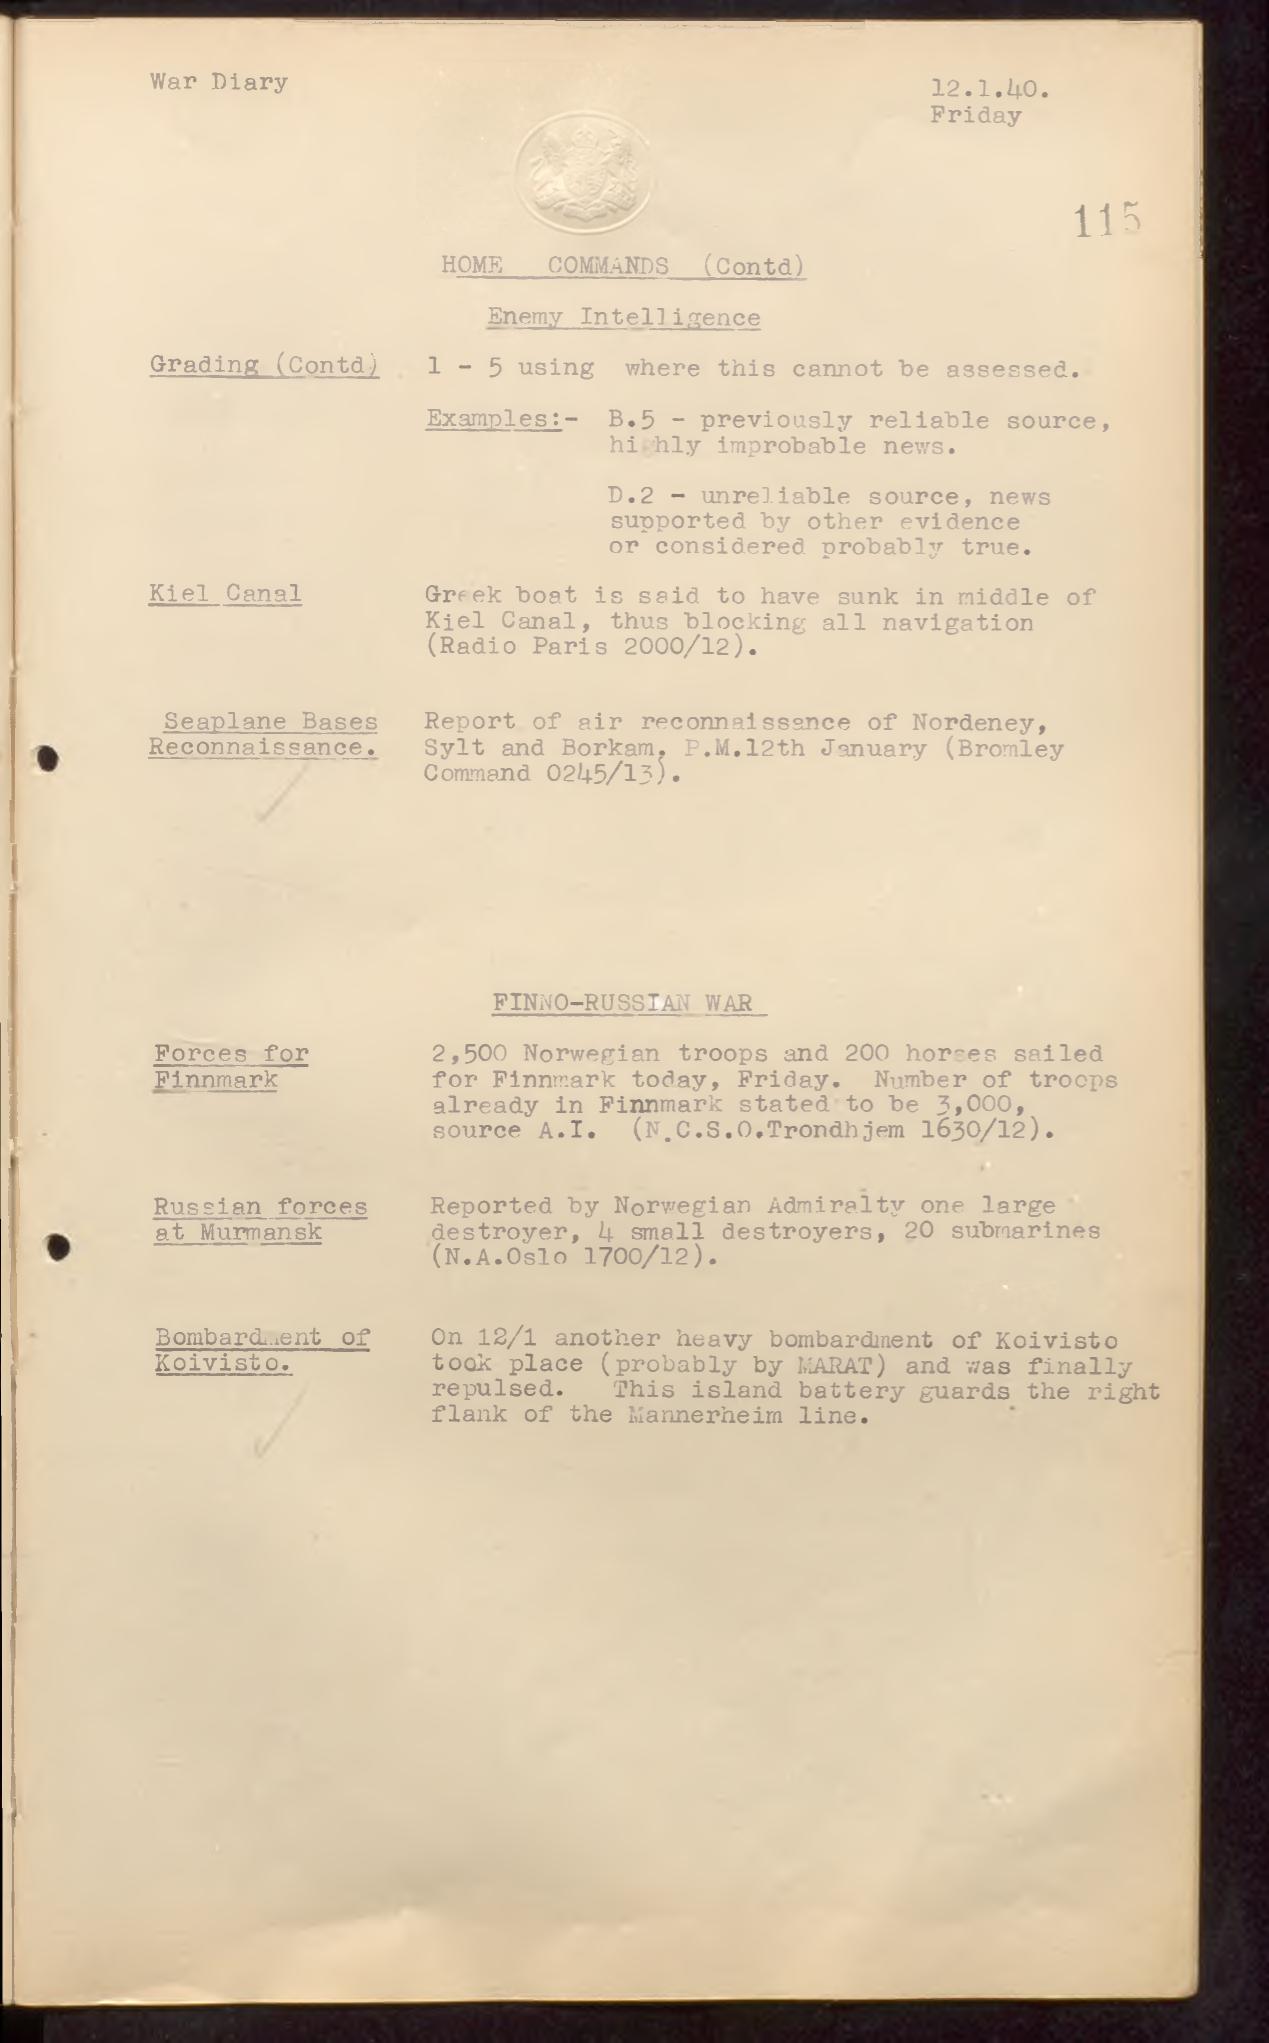 War Diary
12.1.40.
Friday
115
HOME COMMANDS (Contd)
Enemy Intelligence
Grading (Contd) 1 - 5 using where this cannot be assessed.
Examples:- B.5 - previously reliable source,
highly improbable news.
D.2 - unreliable source, news
supported by other evidence
or considered probably true.
Kiel Canal Greek boat is said to have sunk in middle of
Kiel Canal, thus blocking all navigation
(Radio Paris 2000/12).
Seaplane Bases Report of air reconnaissance of Nordeney,
Reconnaissance. Sylt and Borkam, P.M.12th January (Bromley
Command 0245/13).
FINNO-RUSSIAN WAR
Forces for 2,500 Norwegian troops and 200 horses sailed
Finnmark for Finnmark today, Friday. Number of troops
already in Finnmark stated to be 3,000,
source A.I. (N.C.S.O.Trondhjem 1630/12).
Russian forces Reported by Norwegian Admiralty one large
at Murmansk destroyer, 4 small destroyers, 20 submarines
(N.A.Oslo 1700/12).
Bombardment of On 12/1 another heavy bombardment of Koivisto
Koivisto. took place (probably by MARAT) and was finally
repulsed. This island battery guards the right
flank of the Mannerheim line.